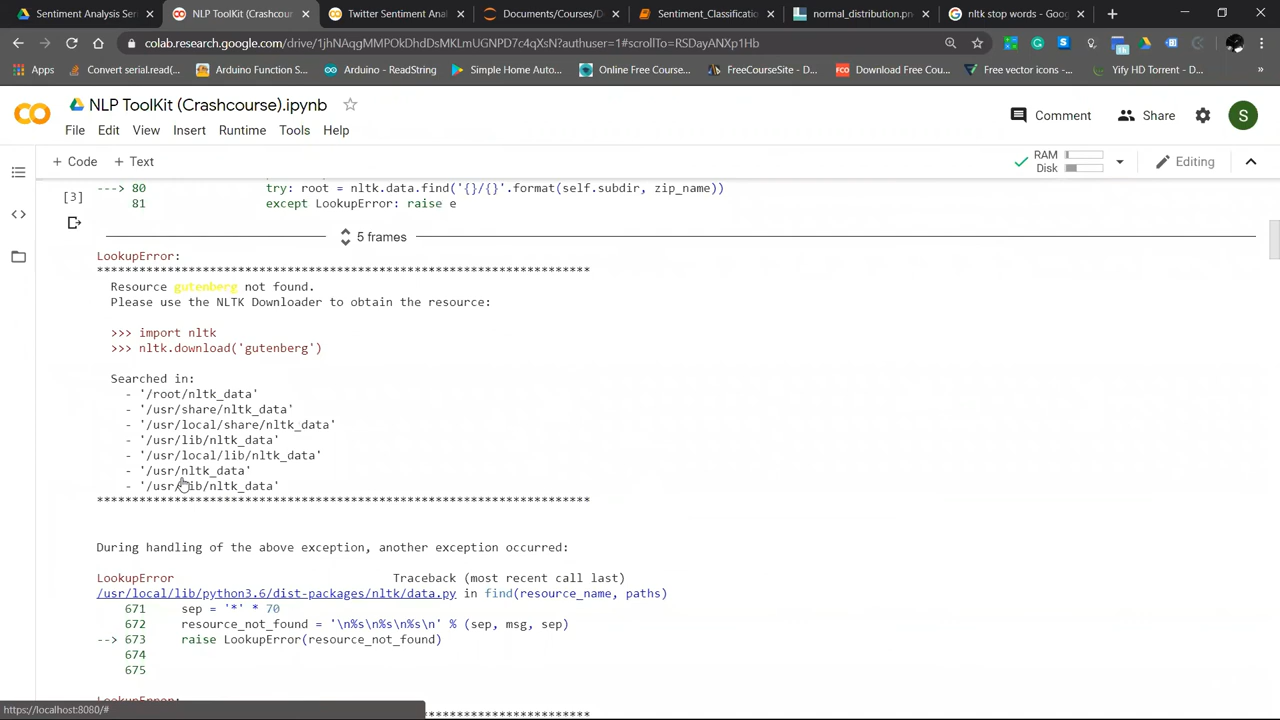 Analysis Sentiment Ser
NLP ToolKit (Crashcourse).ip
Twitter Sentiment Anal
Documents/Courses/D
Sentiment_Classificati
normal_distribution.pn
nltk stop words - Goog
colab.research.google.com/drive/1jhNAqgMMPOkDhdDsMKLmUGNPD7c4qXsN?authuser=1#scrollTo=RSDayANXp1Hb
Apps
Convert serial.read(...
Arduino Function S...
Arduino - ReadString
Simple Home Auto...
Online Free Course...
FreeCourseSite - D...
Download Free Cou...
Free vector icons -...
Yify HD Torrent - D...
NLP ToolKit (Crashcourse).ipynb
Comment
Share
S
File Edit View Insert Runtime Tools Help
+ Code + Text
RAM
Disk
Editing
---> 80 try: root = nltk.data.find('{}/{}'.format(self.subdir, zip_name))
[3]
81 except LookupError: raise e
5 frames
LookupError:
**********************************************************************
Resource gutenberg not found.
Please use the NLTK Downloader to obtain the resource:
>>> import nltk
>>> nltk.download('gutenberg')
Searched in:
- '/root/nltk_data'
- '/usr/share/nltk_data'
- '/usr/local/share/nltk_data'
- '/usr/lib/nltk_data'
- '/usr/local/lib/nltk_data'
- '/usr/nltk_data'
- '/usr/lib/nltk_data'
**********************************************************************
During handling of the above exception, another exception occurred:
LookupError Traceback (most recent call last)
/usr/local/lib/python3.6/dist-packages/nltk/data.py in find(resource_name, paths)
671 sep = '*' * 70
672 resource_not_found = '\n%s\n%s\n%s\n' % (sep, msg, sep)
--> 673 raise LookupError(resource_not_found)
674
675
LookupError:
https://localhost:8080/#